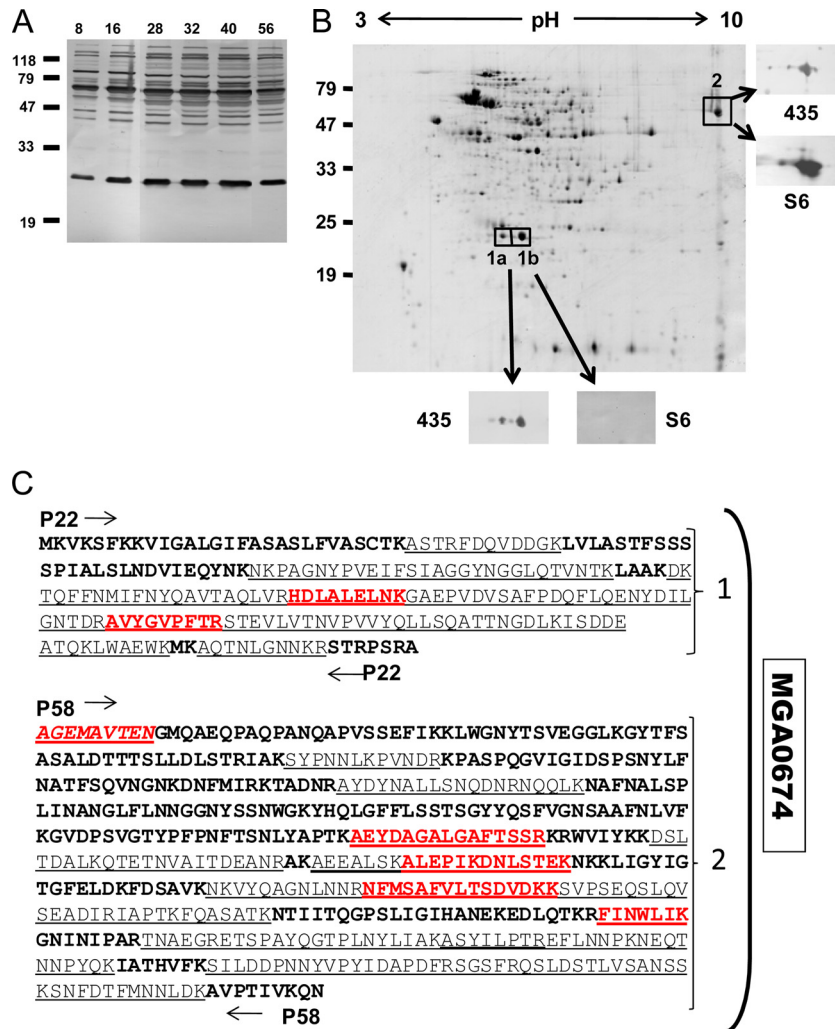 A
8 16 28 32 40 56
118
79
47
33
19
B
3 pH 10
79
47
33
25
19
2
1a 1b
435
S6
435
S6
C
P22
MKVKSFKKVIGALGIFASASLFVASCTKASTRFDQVDDGKLVLASTFSSS
SPIALSLNDVIEQYNKNKPAGNYPVEIFSIAGGYNGGLQTVNTKLAAKDK
TQFFNMIFNYQAVTAQLVRHDLALELNKGAEPVDVSAFPDQFLQENYDIL
GNTDRAVYGVPFTRSTEVLVTNVPVVYQLLSQATTNGDLKISDDE
ATQKLWAEWKMKAQTNLGNNKRSTRPSRA
P22
1
P58
AGEMAVTENGMQAEQPAQPANQAPVSSEFIKKLWGNYTSVEGGLKGYTFS
ASALDTTTSLLDLSTRIAKSYPNNLKPVNDRKPASPQGVIGIDSPSNYLF
NATFSQVNGNKDNFMIRKTADNRAYDYNALLSNQDNRNQQLKNAFNALSP
LINANGLFLNNGGNYSSNWGKYHQLGFFLSSTSGYYQSFVGNSAAFNLVF
KGVDPSVGTYPFPNFTSNLYAPTKAEYDAGALGAFTSSRKRWVIYKKDSL
TDALKQTETNVAITDEANRAKAEEALSKALEPIKDNLSTEKNKKLIGYIG
TGFELDKFDSAVKNKVYQAGNLNNRNFMSAFVLTSDVDKKSVPSEQSLQV
SEADIRIAPTKFQASATKNTIITQGPSLIGIHANEKEDLQTKRFINWLIK
GNINIPARTNAEGRETSPAYQGTPLNYLIAKASYILPTREFLNNPKNEQT
NNPYQKIATHVFKSILDDPNNYVPYIDAPDFRSGSFRQSLDSTLVSANSS
KSNFDTFMNNLDKAVPTIVKQN
P58
2
MGA0674